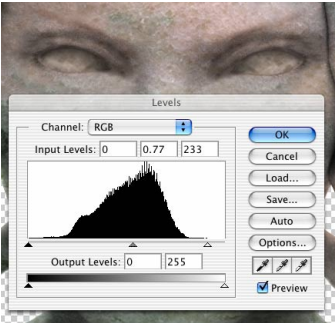 Levels
Channel: RGB
OK
Input Levels: 0 0.77 233
Cancel
Load...
Save...
Auto
Options...
Output Levels: 0 255
Preview